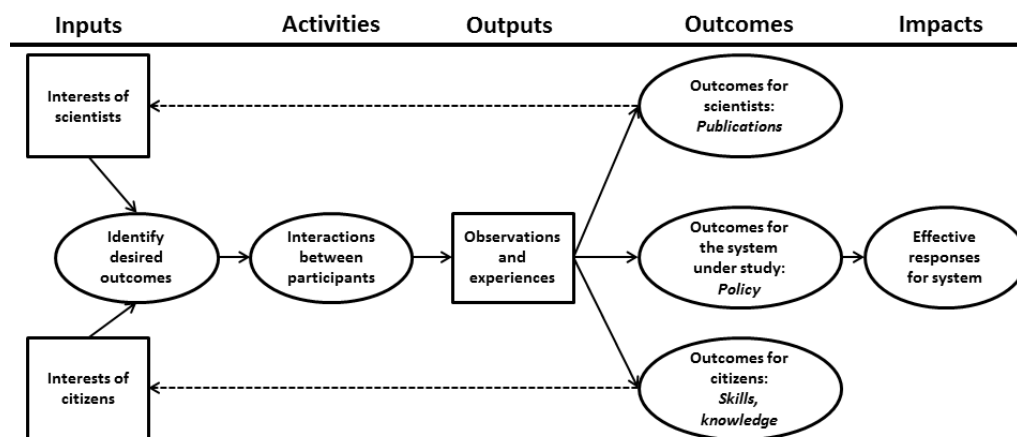 Inputs
Activities
Outputs
Outcomes
Impacts
Interests of
scientists
Outcomes for
scientists:
Publications
Identify
desired
outcomes
Interactions
between
participants
Observations
and
experiences
Outcomes for
the system
under study:
Policy
Effective
responses
for system
Interests of
citizens
Outcomes for
citizens:
Skills,
knowledge